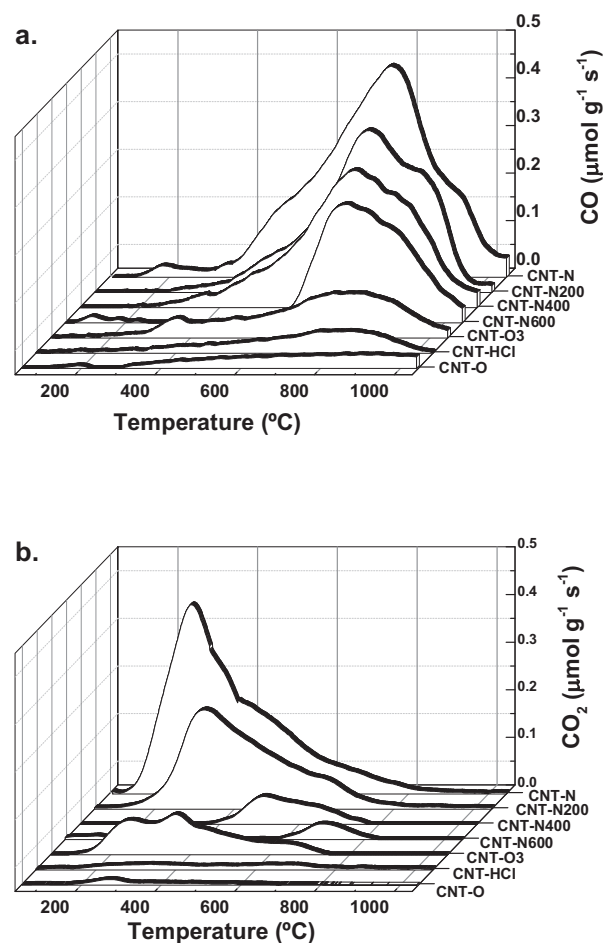 a.
0.5
0.4
0.3
0.2
0.1
0.0
CO (μmol g⁻¹ s⁻¹)
CNT-N
CNT-N200
CNT-N400
CNT-N600
CNT-O3
CNT-HCl
CNT-O
200 400 600 800 1000
Temperature (ºC)
b.
0.5
0.4
0.3
0.2
0.1
0.0
CO₂ (μmol g⁻¹ s⁻¹)
CNT-N
CNT-N200
CNT-N400
CNT-N600
CNT-O3
CNT-HCl
CNT-O
200 400 600 800 1000
Temperature (ºC)